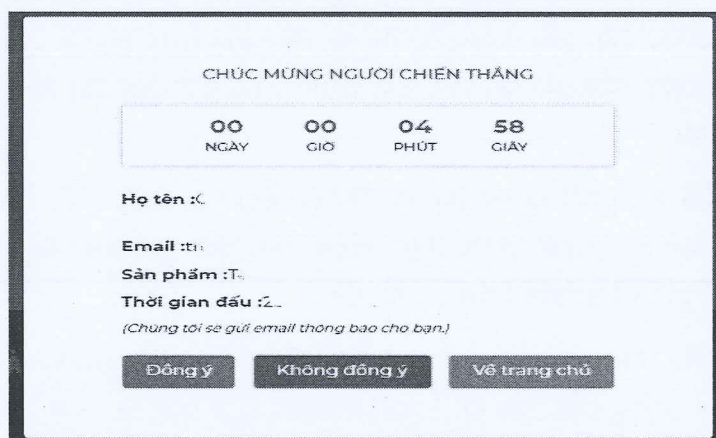 CHÚC MỪNG NGƯỜI CHIẾN THẮNG
00 00 04 58
NGÀY GIỜ PHÚT GIÂY
Họ tên :
Email :
Sản phẩm :T
Thời gian đấu :2
(Chúng tôi sẽ gửi email thông báo cho bạn.)
Đồng ý Không đồng ý Về trang chủ